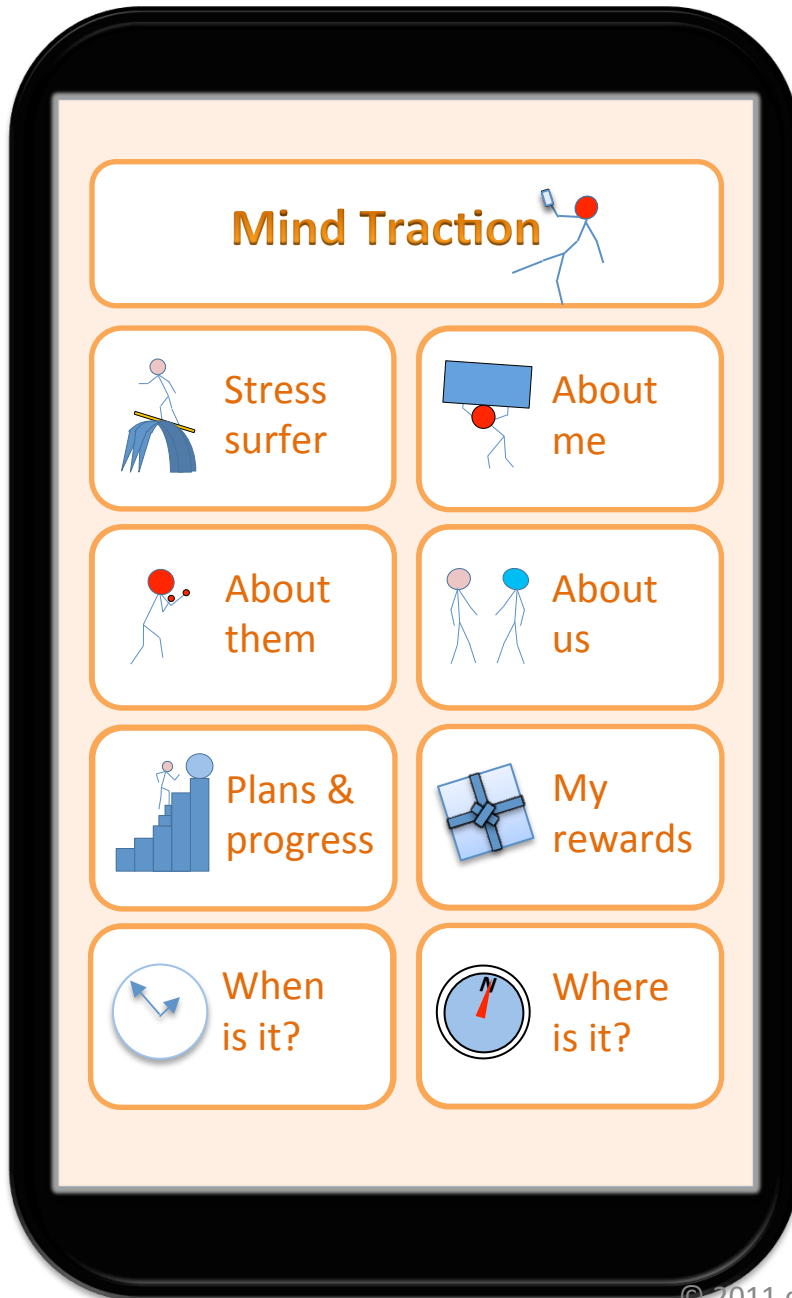 Mind Traction
Stress
surfer
About
me
About
them
About
us
Plans &
progress
My
rewards
When
is it?
N
Where
is it?
© 2011